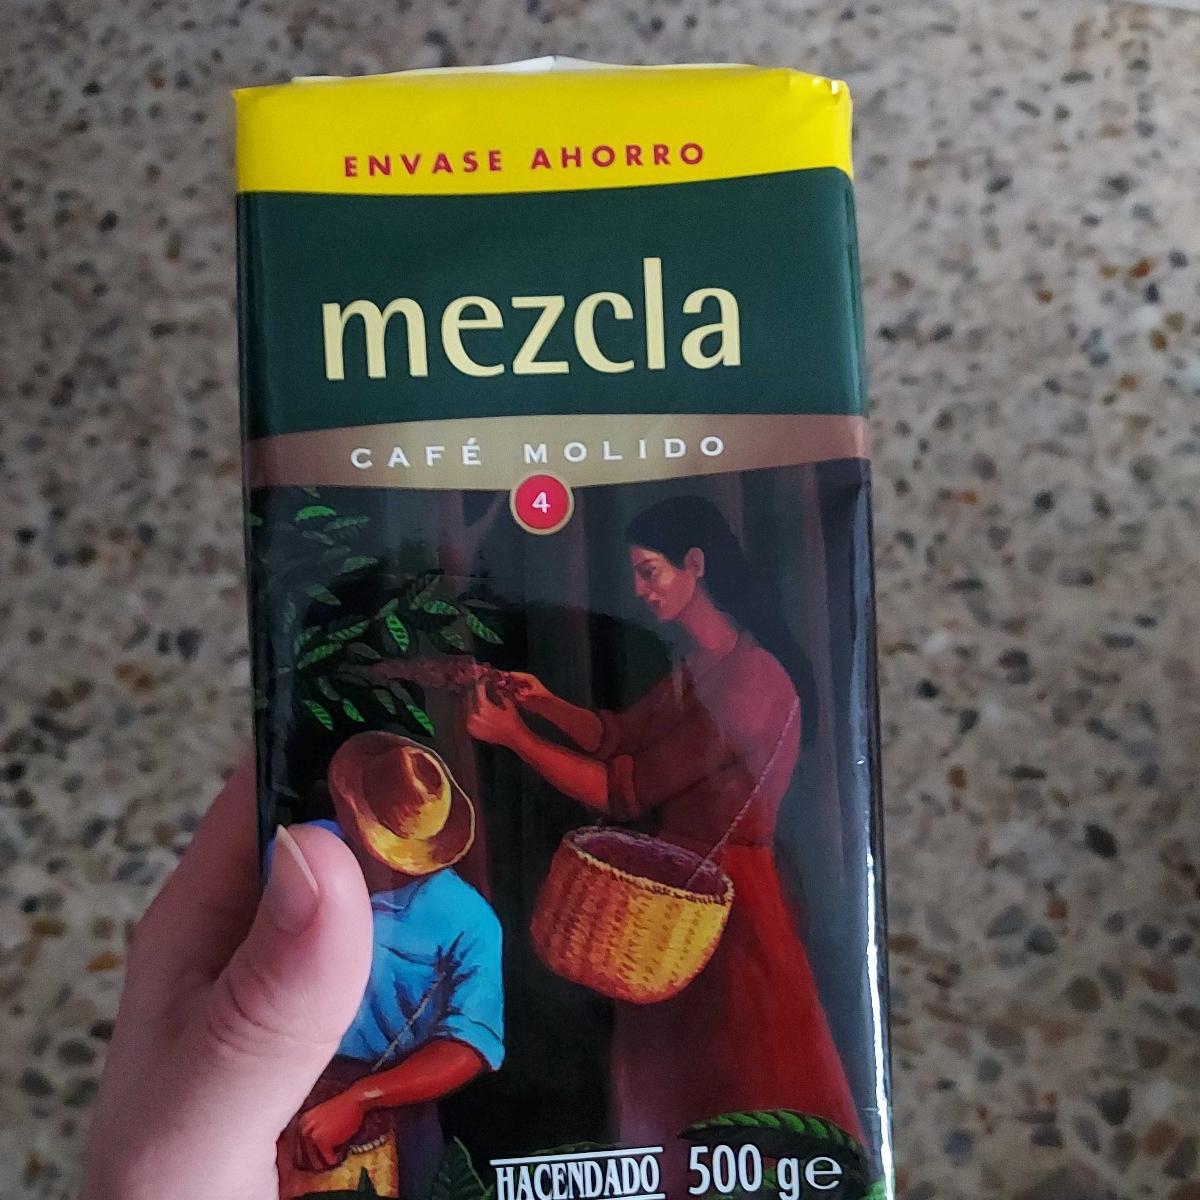 ENVASE AHORRO
mezcla
CAFÉ MOLIDO
4
HACENDADO 500 g℮